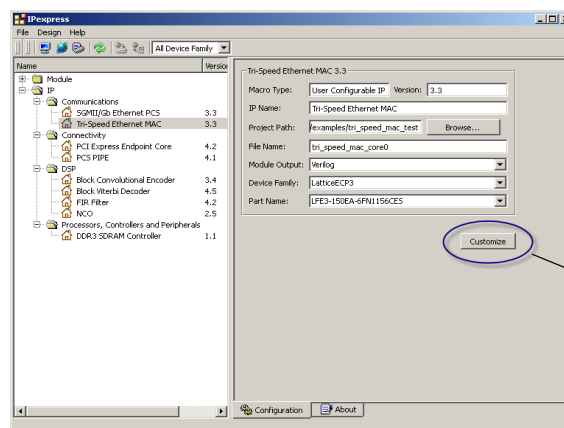 IPexpress
File Design Help
All Device Family
Name Version
Module
IP
Communications
SGMII/Gb Ethernet PCS 3.3
Tri-Speed Ethernet MAC 3.3
Connectivity
PCI Express Endpoint Core 4.2
PCS PIPE 4.1
DSP
Block Convolutional Encoder 3.4
Block Viterbi Decoder 4.5
FIR Filter 4.2
NCO 2.5
Processors, Controllers and Peripherals
DDR3 SDRAM Controller 1.1
Tri-Speed Ethernet MAC 3.3
Macro Type: User Configurable IP Version: 3.3
IP Name: Tri-Speed Ethernet MAC
Project Path: /examples/tri_speed_mac_test Browse...
File Name: tri_speed_mac_core0
Module Output: Verilog
Device Family: LatticeECP3
Part Name: LFE3-150EA-6FN1156CES
Customize
Configuration About